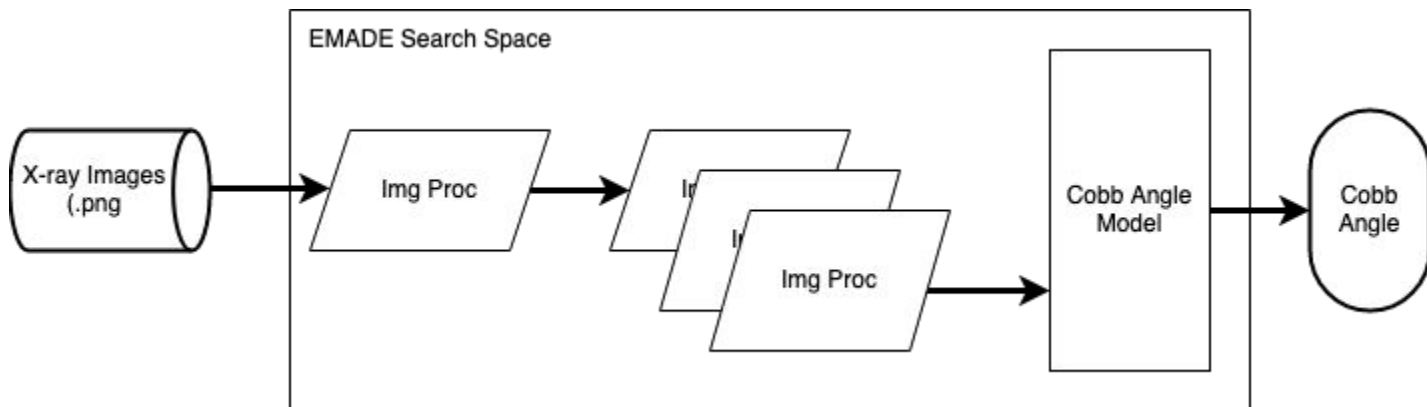 EMADE Search Space
X-ray Images
(.png
Img Proc
Img Proc
Cobb Angle
Model
Cobb
Angle